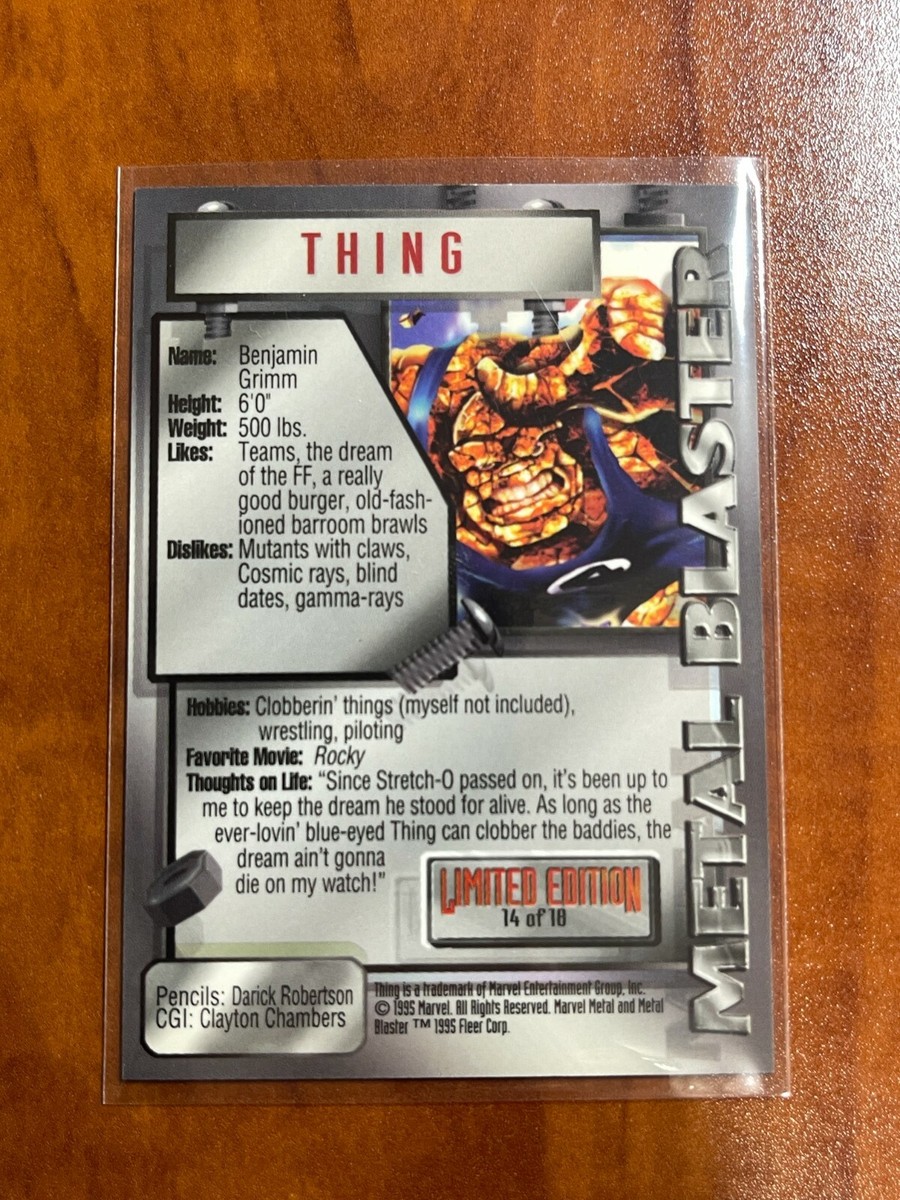 THING
Name: Benjamin
Grimm
Height: 6'0"
Weight: 500 lbs.
Likes: Teams, the dream
of the FF, a really
good burger, old-fash-
ioned barroom brawls
Dislikes: Mutants with claws,
Cosmic rays, blind
dates, gamma-rays
METAL BLASTER
Hobbies: Clobberin' things (myself not included),
wrestling, piloting
Favorite Movie: Rocky
Thoughts on Life: "Since Stretch-O passed on, it's been up to
me to keep the dream he stood for alive. As long as the
ever-lovin' blue-eyed Thing can clobber the baddies, the
dream ain't gonna
die on my watch!"
LIMITED EDITION
14 of 18
Pencils: Darick Robertson
CGI: Clayton Chambers
Thing is a trademark of Marvel Entertainment Group, Inc.
© 1995 Marvel. All Rights Reserved. Marvel Metal and Metal
Blaster ™ 1995 Fleer Corp.